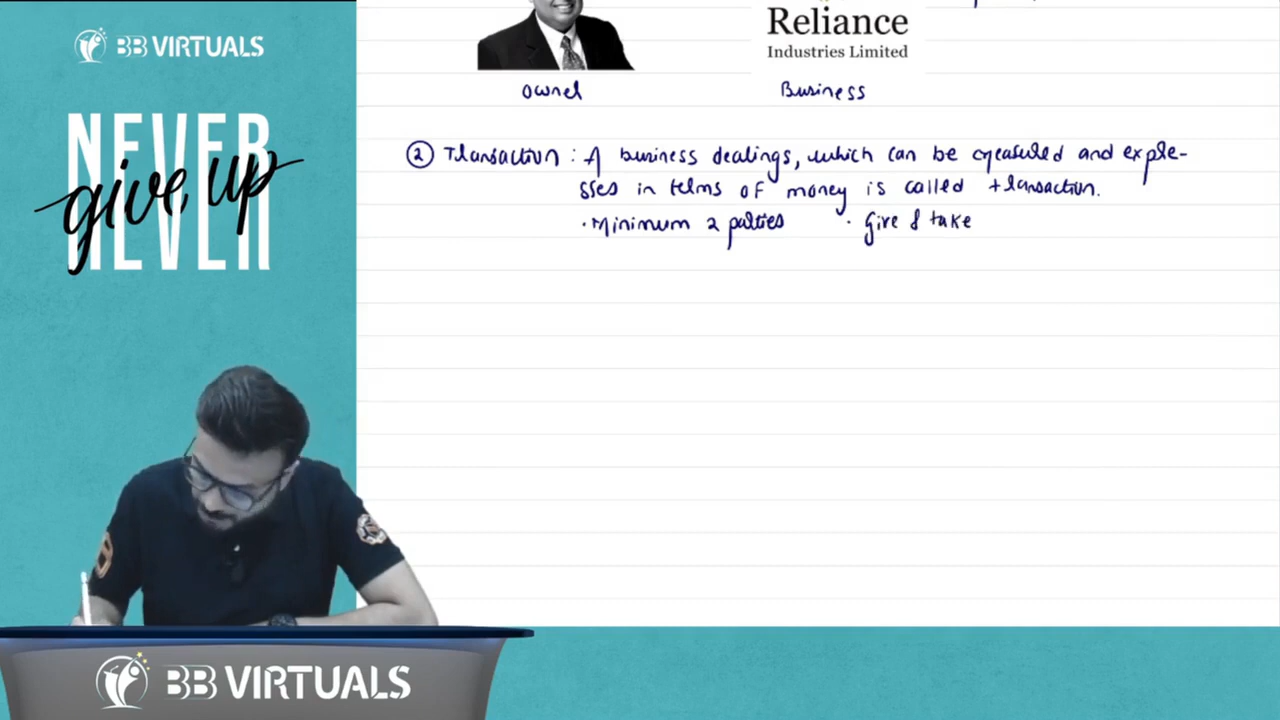 BB VIRTUALS
NEVER
give up
NEVER
Reliance
Industries Limited
owner
Business
② Transaction : A business dealings, which can be measured and expre-
sses in terms of money is called transaction.
· Minimum 2 parties · Give & take
BB VIRTUALS